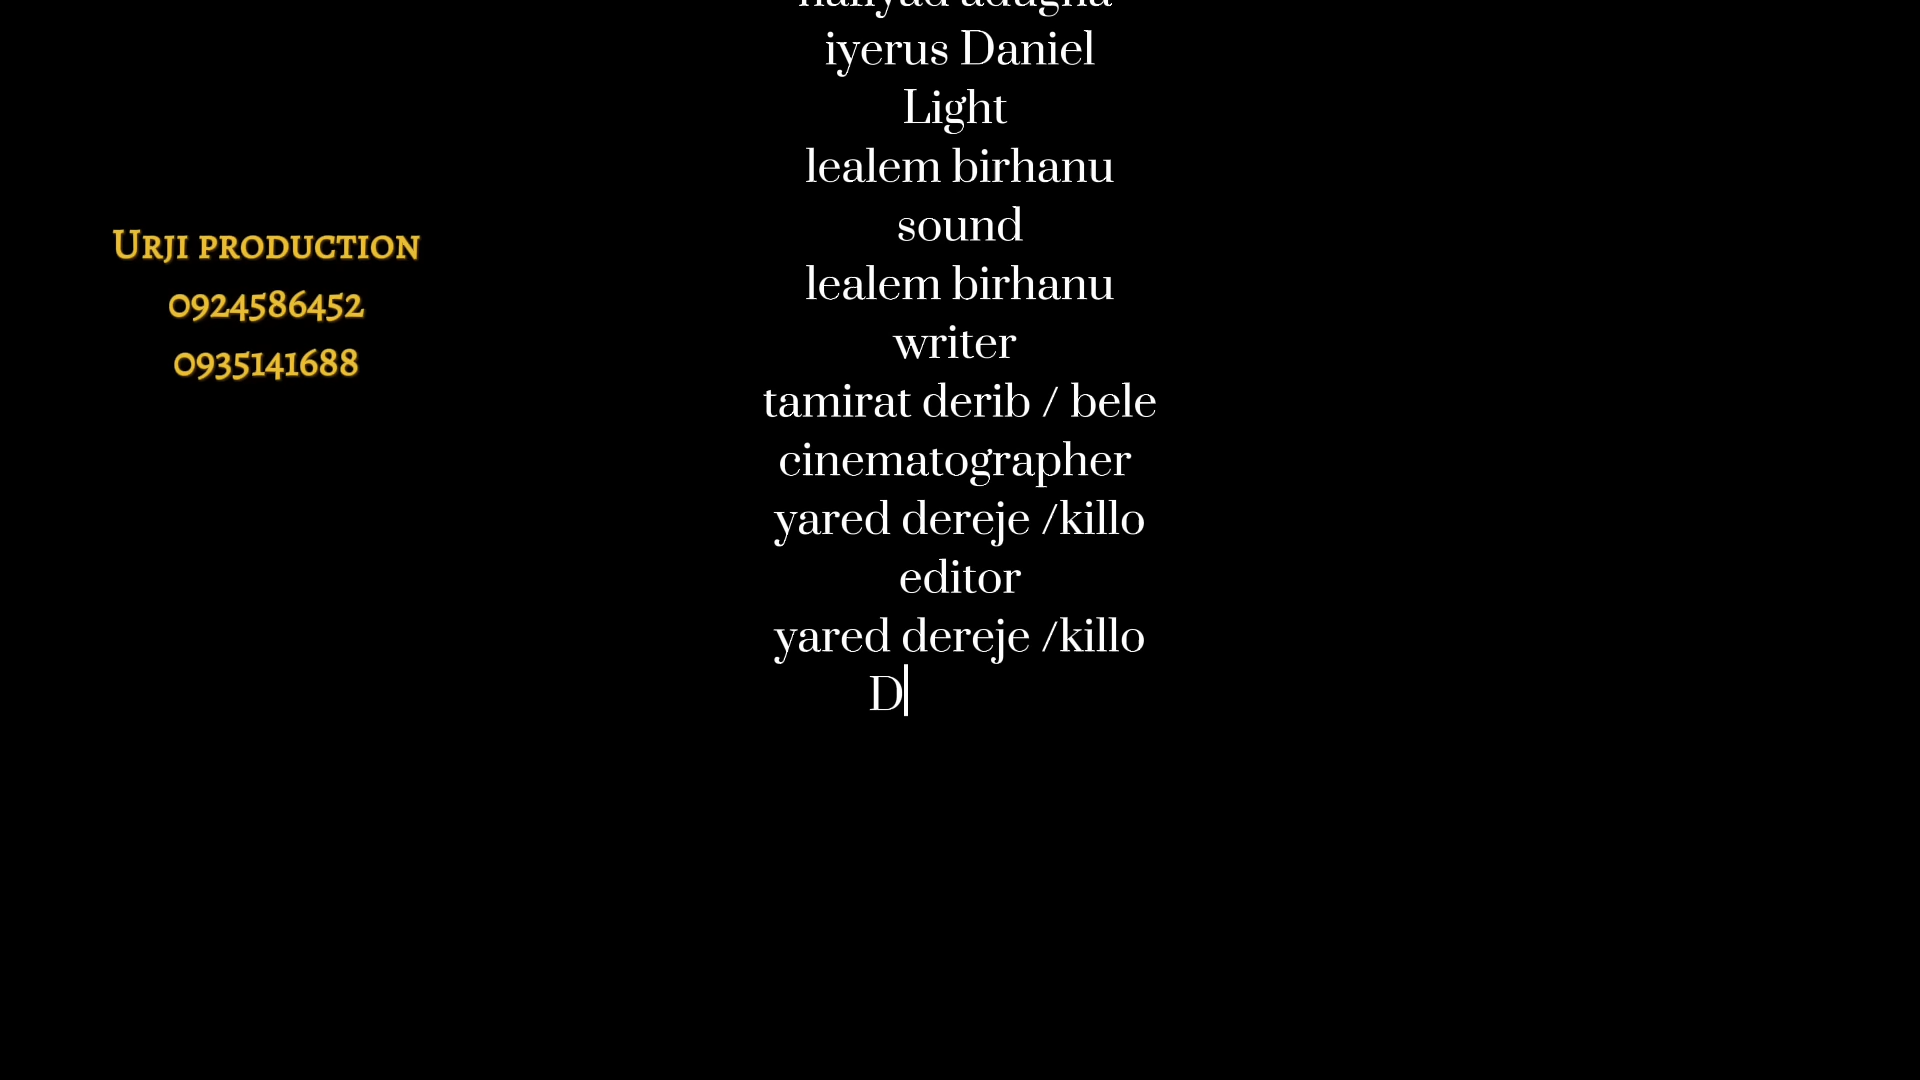 iyerus Daniel
Light
lealem birhanu
sound
lealem birhanu
writer
tamirat derib / bele
cinematographer
yared dereje /killo
editor
yared dereje /killo
D
Urji production
0924586452
0935141688